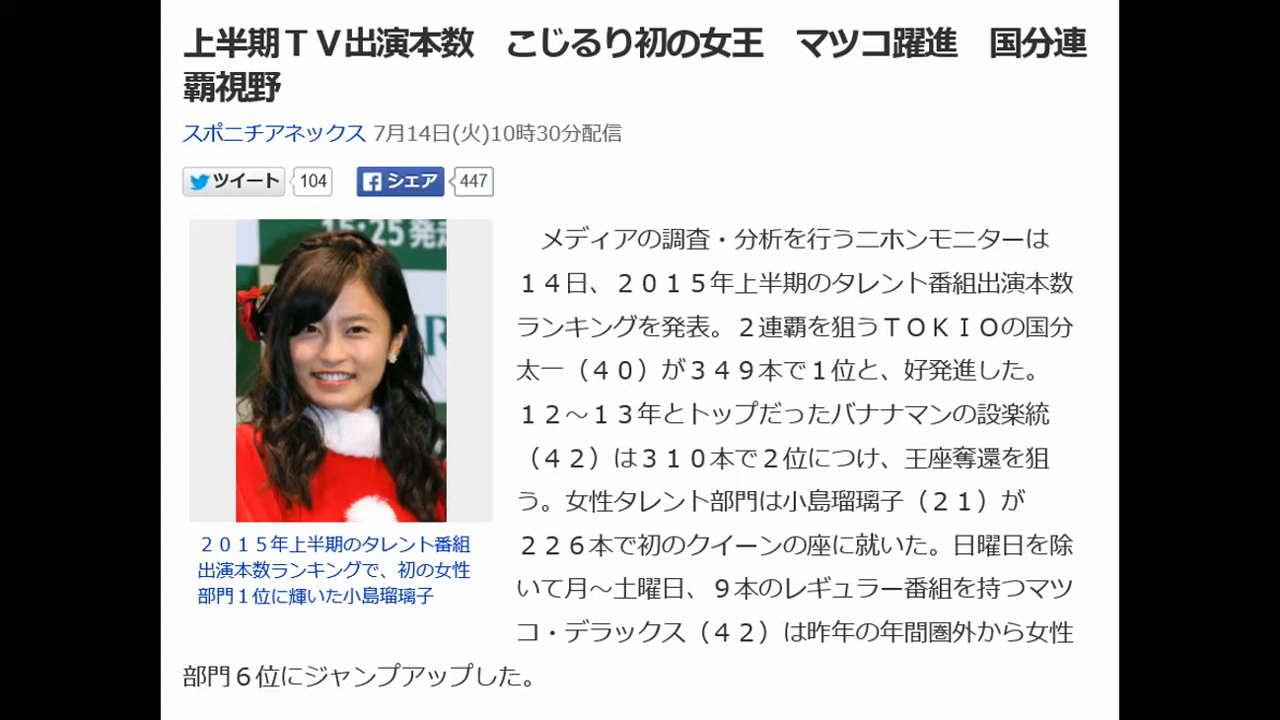 上半期ＴＶ出演本数　こじるり初の女王　マツコ躍進　国分連
覇視野
スポニチアネックス 7月14日(火)10時30分配信
ツイート 104 シェア 447
15:25発走
メディアの調査・分析を行うニホンモニターは
１４日、２０１５年上半期のタレント番組出演本数
ランキングを発表。２連覇を狙うＴＯＫＩＯの国分
太一（４０）が３４９本で１位と、好発進した。
１２～１３年とトップだったバナナマンの設楽統
（４２）は３１０本で２位につけ、王座奪還を狙
う。女性タレント部門は小島瑠璃子（２１）が
２２６本で初のクイーンの座に就いた。日曜日を除
いて月～土曜日、９本のレギュラー番組を持つマツ
コ・デラックス（４２）は昨年の年間圏外から女性
部門６位にジャンプアップした。
２０１５年上半期のタレント番組
出演本数ランキングで、初の女性
部門１位に輝いた小島瑠璃子